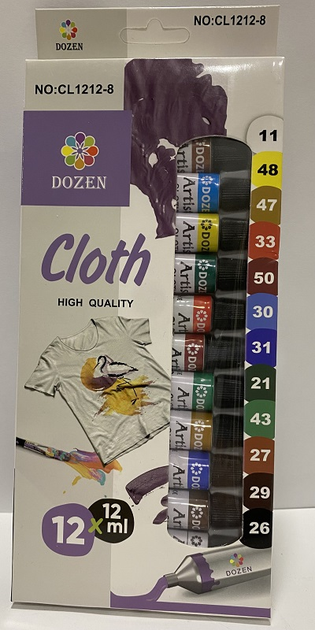 DOZEN
NO:CL1212-8
NO:CL1212-8
DOZEN
Cloth
HIGH QUALITY
11
48
47
33
50
30
31
21
43
27
29
26
12 x 12 ml
DOZEN